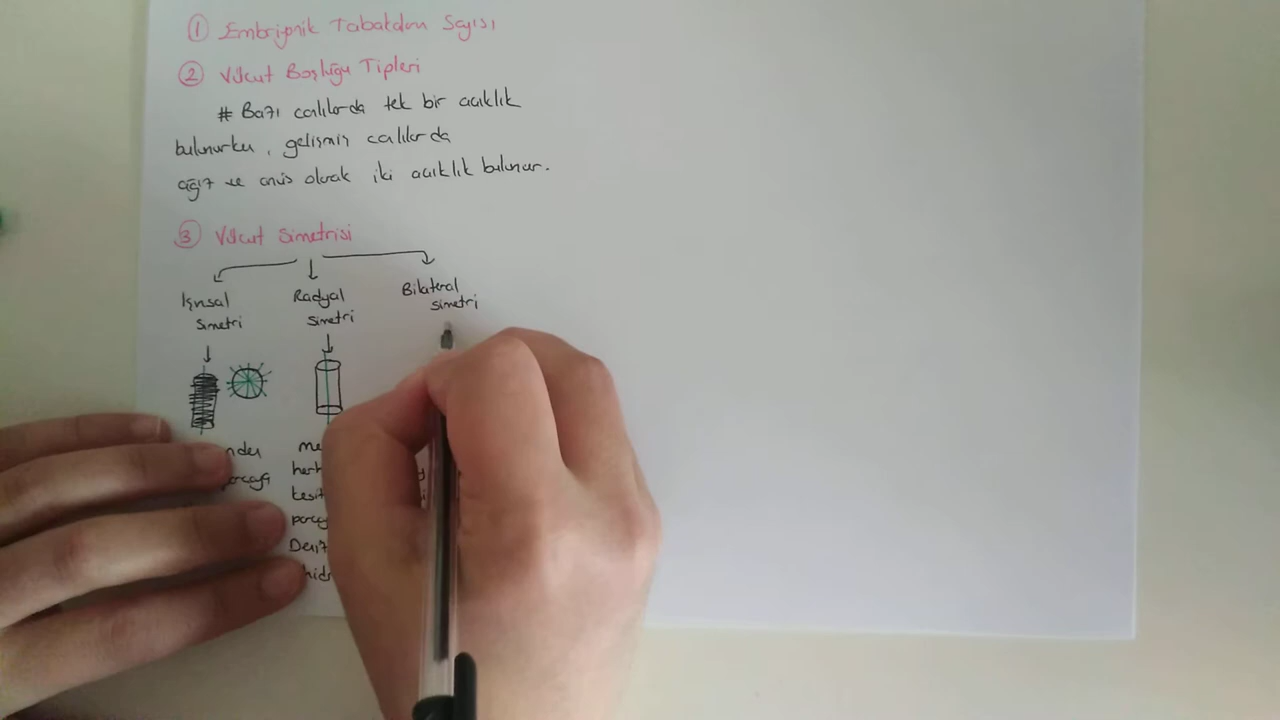 ① Embriyonik Tabakanın Sayısı
② Vücut Boşluğu Tipleri
# Bazı canlılarda tek bir açıklık
bulunurken, gelişmiş canlılarda
ağız ve anüs olarak iki açıklık bulunur.
③ Vücut Simetrisi
Işınsal
simetri
Radyal
simetri
Bilateral
simetri